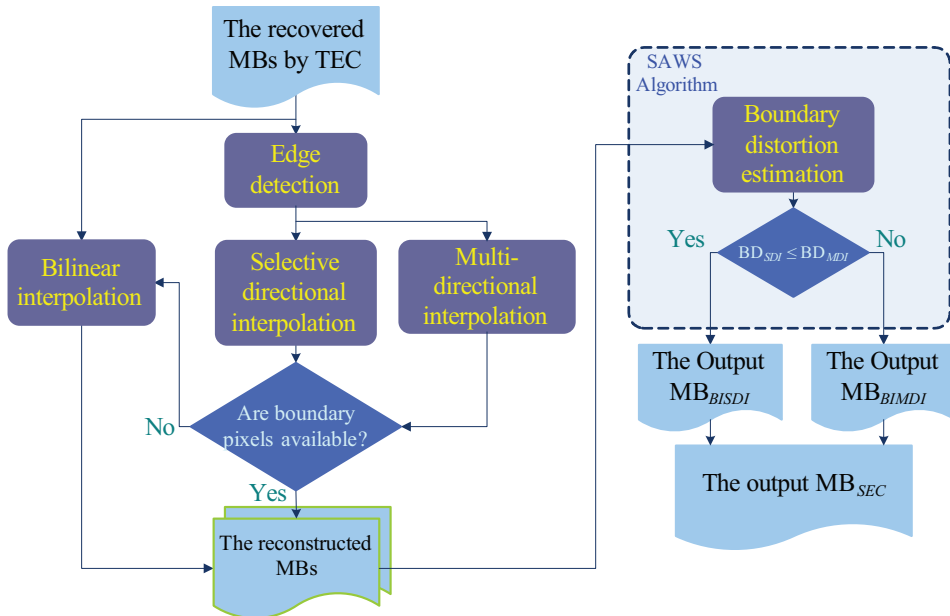 The recovered
MBs by TEC
Edge
detection
Bilinear
interpolation
Selective
directional
interpolation
Multi-
directional
interpolation
Are boundary
pixels available?
No
Yes
The reconstructed
MBs
SAWS
Algorithm
Boundary
distortion
estimation
Yes
No
BD_SDI ≤ BD_MDI
The Output
MB_BISDI
The Output
MB_BIMDI
The output MB_SEC